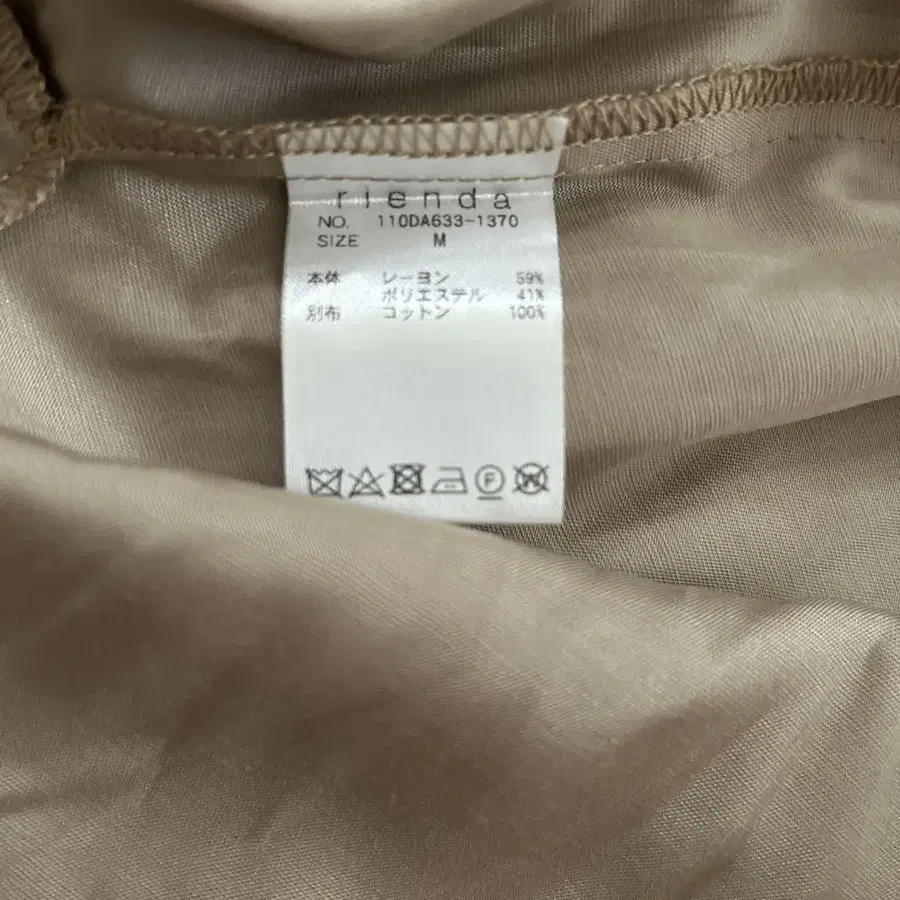 rienda
NO. 110DA633-1370
SIZE M
本体 レーヨン 59%
ポリエステル 41%
別布 コットン 100%
F W